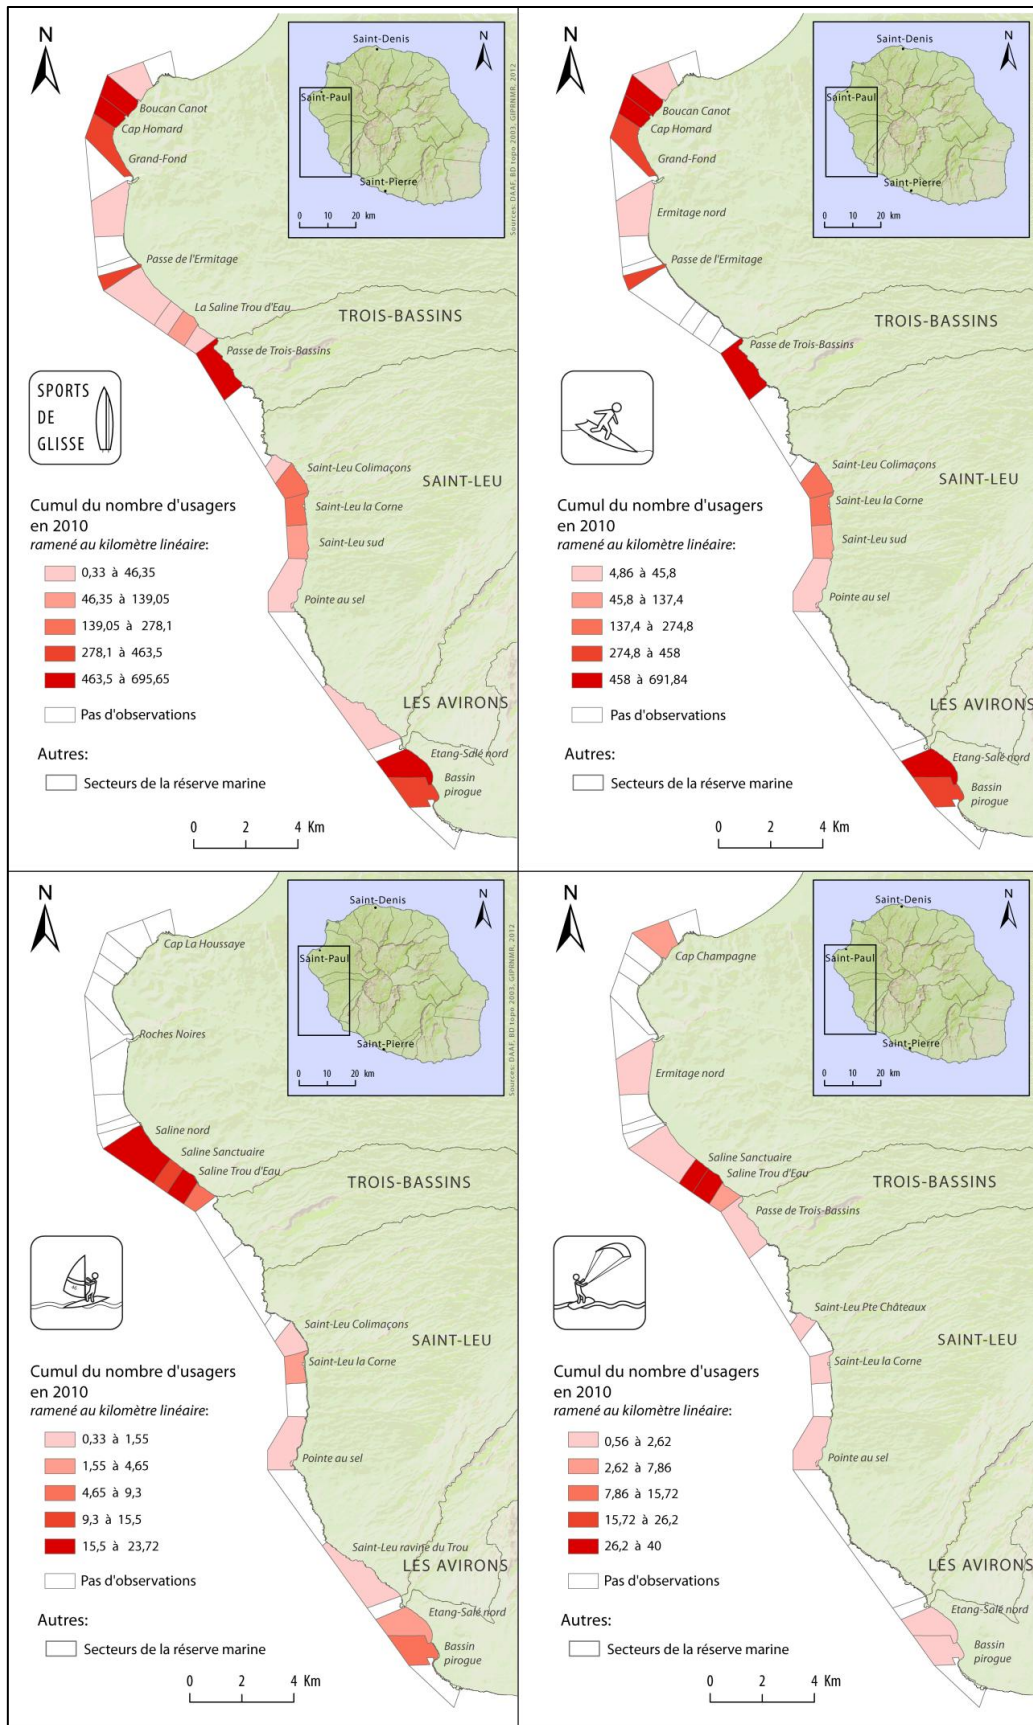 N
Saint-Denis
N
Saint-Paul
Saint-Pierre
0 10 20 km
Sources: DAAF, BD topo 2003, GIPRNMR, 2012
Boucan Canot
Cap Homard
Grand-Fond
Passe de l'Ermitage
La Saline Trou d'Eau
TROIS-BASSINS
Passe de Trois-Bassins
SPORTS
DE
GLISSE
Saint-Leu Colimaçons
SAINT-LEU
Saint-Leu la Corne
Saint-Leu sud
Pointe au sel
Cumul du nombre d'usagers
en 2010
ramené au kilomètre linéaire:
0,33 à 46,35
46,35 à 139,05
139,05 à 278,1
278,1 à 463,5
463,5 à 695,65
Pas d'observations
Autres:
Secteurs de la réserve marine
LES AVIRONS
Etang-Salé nord
Bassin
pirogue
0 2 4 Km
N
Saint-Denis
N
Saint-Paul
Saint-Pierre
0 10 20 km
Boucan Canot
Cap Homard
Grand-Fond
Ermitage nord
Passe de l'Ermitage
TROIS-BASSINS
Passe de Trois-Bassins
Saint-Leu Colimaçons
SAINT-LEU
Saint-Leu la Corne
Saint-Leu sud
Pointe au sel
Cumul du nombre d'usagers
en 2010
ramené au kilomètre linéaire:
4,86 à 45,8
45,8 à 137,4
137,4 à 274,8
274,8 à 458
458 à 691,84
Pas d'observations
Autres:
Secteurs de la réserve marine
LES AVIRONS
Etang-Salé nord
Bassin
pirogue
0 2 4 Km
N
Saint-Denis
N
Saint-Paul
Saint-Pierre
0 10 20 km
Sources: DAAF, BD topo 2003, GIPRNMR, 2012
Cap La Houssaye
Roches Noires
Saline nord
Saline Sanctuaire
Saline Trou d'Eau
TROIS-BASSINS
Saint-Leu Colimaçons
SAINT-LEU
Saint-Leu la Corne
Pointe au sel
Cumul du nombre d'usagers
en 2010
ramené au kilomètre linéaire:
0,33 à 1,55
1,55 à 4,65
4,65 à 9,3
9,3 à 15,5
15,5 à 23,72
Pas d'observations
Autres:
Secteurs de la réserve marine
Saint-Leu ravine du Trou
LES AVIRONS
Etang-Salé nord
Bassin
pirogue
0 2 4 Km
N
Saint-Denis
N
Saint-Paul
Saint-Pierre
0 10 20 km
Cap Champagne
Ermitage nord
Saline Sanctuaire
Saline Trou d'Eau
TROIS-BASSINS
Passe de Trois-Bassins
Saint-Leu Pte Châteaux
SAINT-LEU
Saint-Leu la Corne
Pointe au sel
Cumul du nombre d'usagers
en 2010
ramené au kilomètre linéaire:
0,56 à 2,62
2,62 à 7,86
7,86 à 15,72
15,72 à 26,2
26,2 à 40
Pas d'observations
Autres:
Secteurs de la réserve marine
LES AVIRONS
Etang-Salé nord
Bassin
pirogue
0 2 4 Km